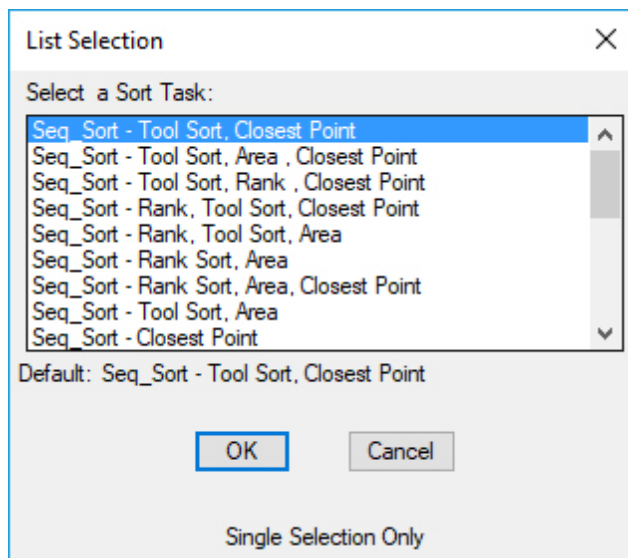 List Selection
Select a Sort Task:
Seq_Sort - Tool Sort, Closest Point
Seq_Sort - Tool Sort, Area , Closest Point
Seq_Sort - Tool Sort, Rank , Closest Point
Seq_Sort - Rank, Tool Sort, Closest Point
Seq_Sort - Rank, Tool Sort, Area
Seq_Sort - Rank Sort, Area
Seq_Sort - Rank Sort, Area, Closest Point
Seq_Sort - Tool Sort, Area
Seq_Sort - Closest Point
Default: Seq_Sort - Tool Sort, Closest Point
OK Cancel
Single Selection Only